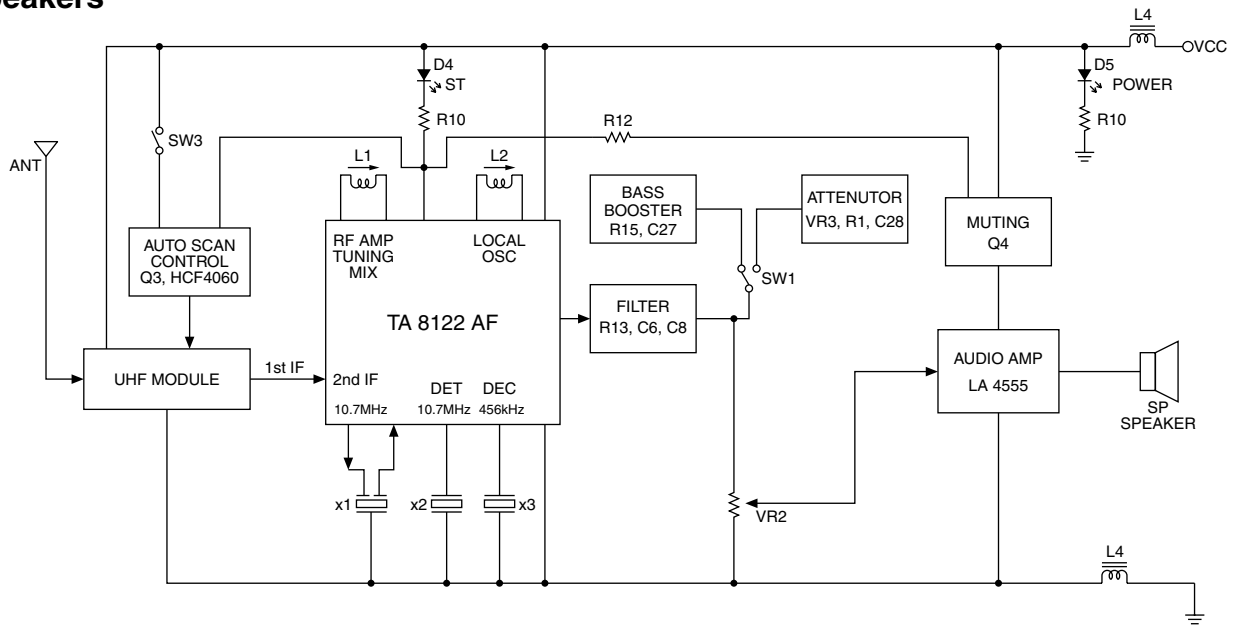 L4
VCC
D4
ST
D5
POWER
R10
R10
SW3
R12
ANT
L1
L2
BASS
BOOSTER
R15, C27
ATTENUTOR
VR3, R1, C28
MUTING
Q4
AUTO SCAN
CONTROL
Q3, HCF4060
RF AMP
TUNING
MIX
LOCAL
OSC
SW1
FILTER
R13, C6, C8
TA 8122 AF
UHF MODULE
1st IF
2nd IF
10.7MHz
DET
10.7MHz
DEC
456kHz
AUDIO AMP
LA 4555
SP
SPEAKER
x1
x2
x3
VR2
L4